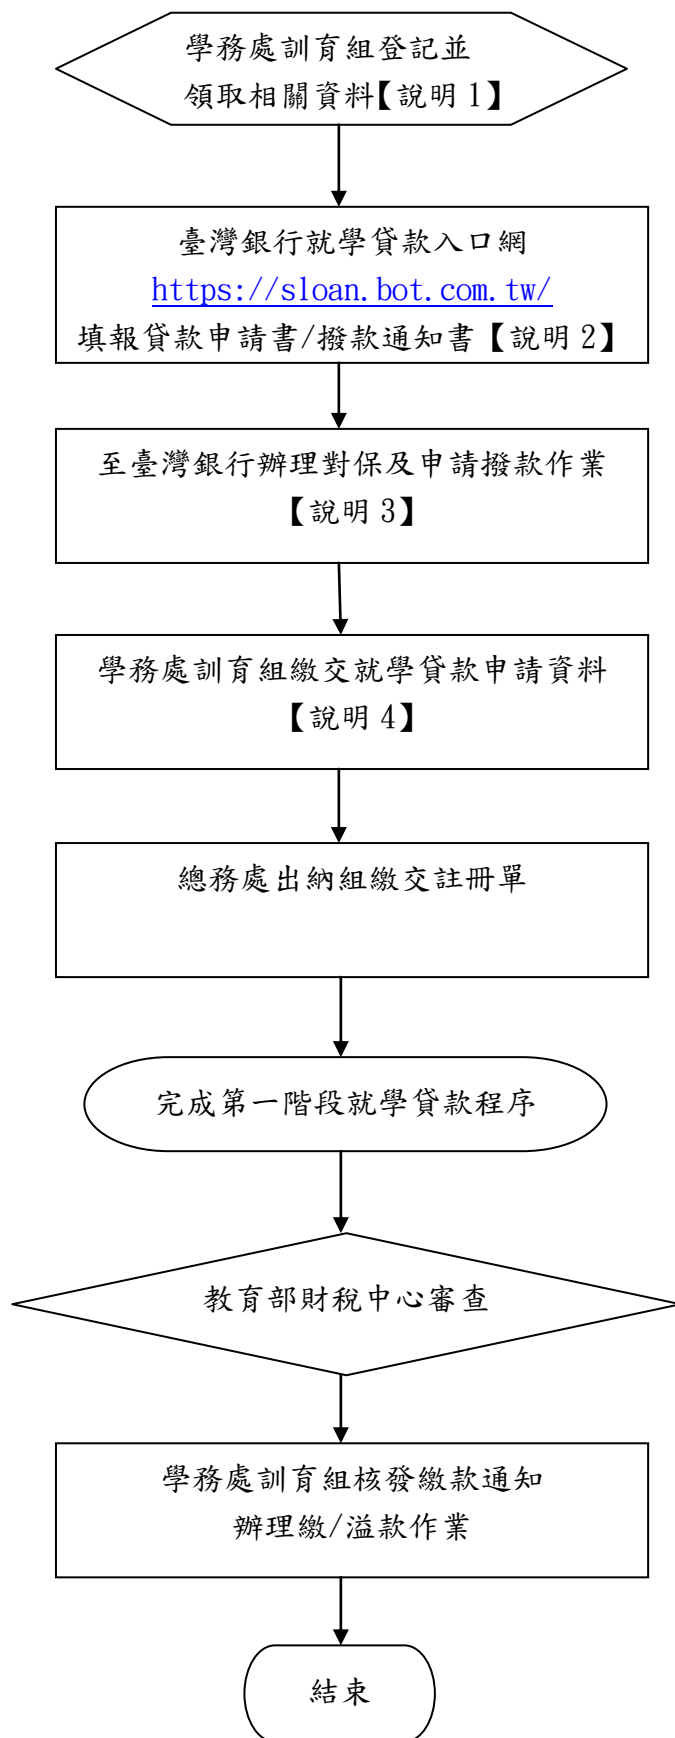 學務處訓育組登記並
領取相關資料【說明 1】
臺灣銀行就學貸款入口網
https://sloan.bot.com.tw/
填報貸款申請書/撥款通知書【說明 2】
至臺灣銀行辦理對保及申請撥款作業
【說明 3】
學務處訓育組繳交就學貸款申請資料
【說明 4】
總務處出納組繳交註冊單
完成第一階段就學貸款程序
教育部財稅中心審查
學務處訓育組核發繳款通知
辦理繳/溢款作業
結束